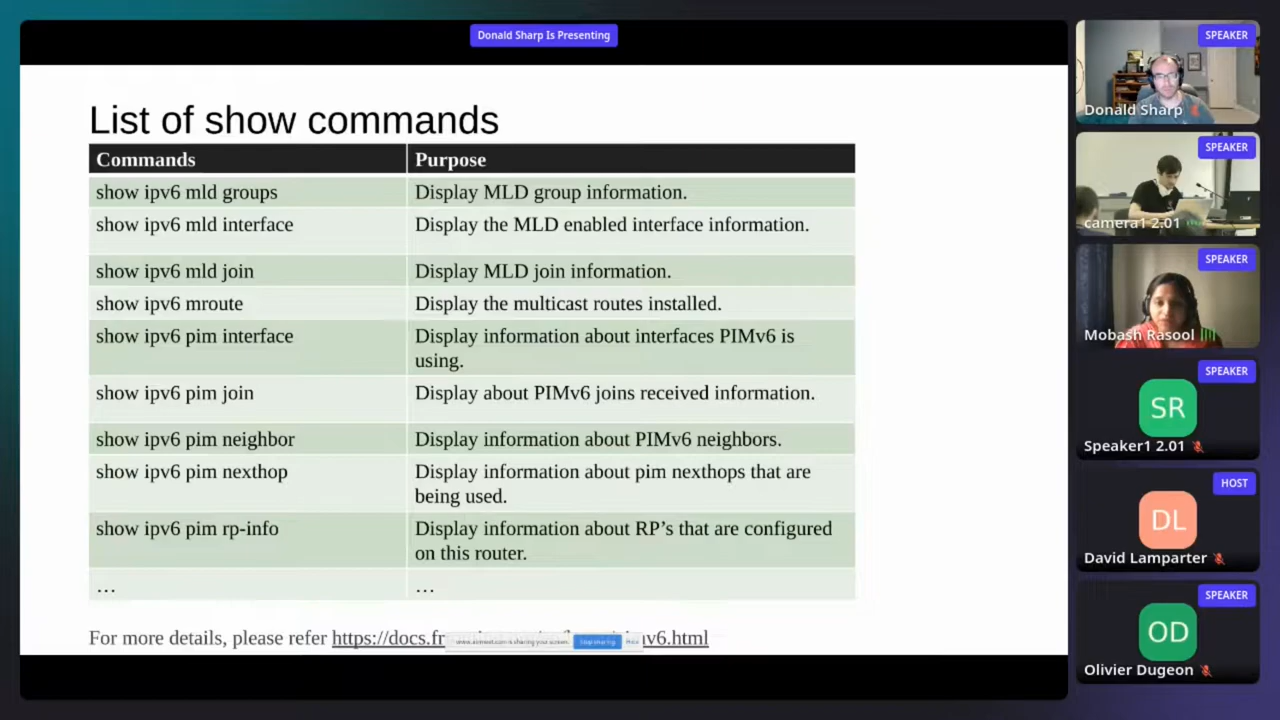 Donald Sharp Is Presenting
List of show commands
Commands Purpose
show ipv6 mld groups Display MLD group information.
show ipv6 mld interface Display the MLD enabled interface information.
show ipv6 mld join Display MLD join information.
show ipv6 mroute Display the multicast routes installed.
show ipv6 pim interface Display information about interfaces PIMv6 is
using.
show ipv6 pim join Display about PIMv6 joins received information.
show ipv6 pim neighbor Display information about PIMv6 neighbors.
show ipv6 pim nexthop Display information about pim nexthops that are
being used.
show ipv6 pim rp-info Display information about RP’s that are configured
on this router.
… …
For more details, please refer https://docs.fr v6.html
is sharing your screen. Stop sharing Hide
SPEAKER
Donald Sharp
SPEAKER
camera1 2.01
SPEAKER
Mobash Rasool
SPEAKER
SR
Speaker1 2.01
HOST
DL
David Lamparter
SPEAKER
OD
Olivier Dugeon